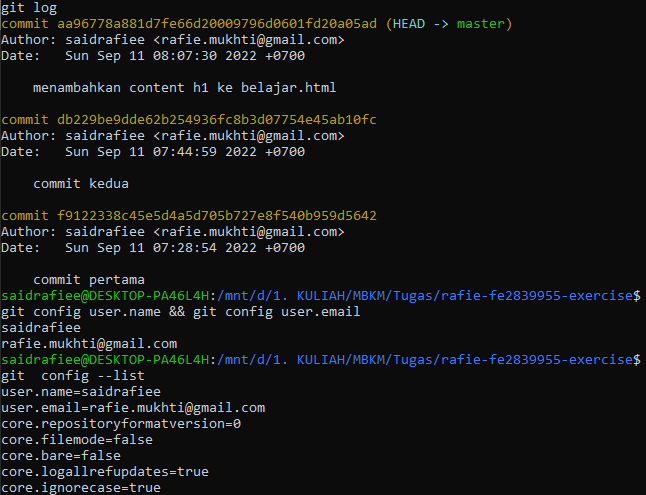 git log
commit aa96778a881d7fe66d20009796d0601fd20a05ad (HEAD -> master)
Author: saidrafiee <rafie.mukhti@gmail.com>
Date:   Sun Sep 11 08:07:30 2022 +0700
    menambahkan content h1 ke belajar.html
commit db229be9dde62b254936fc8b3d07754e45ab10fc
Author: saidrafiee <rafie.mukhti@gmail.com>
Date:   Sun Sep 11 07:44:59 2022 +0700
    commit kedua
commit f9122338c45e5d4a5d705b727e8f540b959d5642
Author: saidrafiee <rafie.mukhti@gmail.com>
Date:   Sun Sep 11 07:28:54 2022 +0700
    commit pertama
saidrafiee@DESKTOP-PA46L4H:/mnt/d/1. KULIAH/MBKM/Tugas/rafie-fe2839955-exercise$
git config user.name && git config user.email
saidrafiee
rafie.mukhti@gmail.com
saidrafiee@DESKTOP-PA46L4H:/mnt/d/1. KULIAH/MBKM/Tugas/rafie-fe2839955-exercise$
git  config --list
user.name=saidrafiee
user.email=rafie.mukhti@gmail.com
core.repositoryformatversion=0
core.filemode=false
core.bare=false
core.logallrefupdates=true
core.ignorecase=true